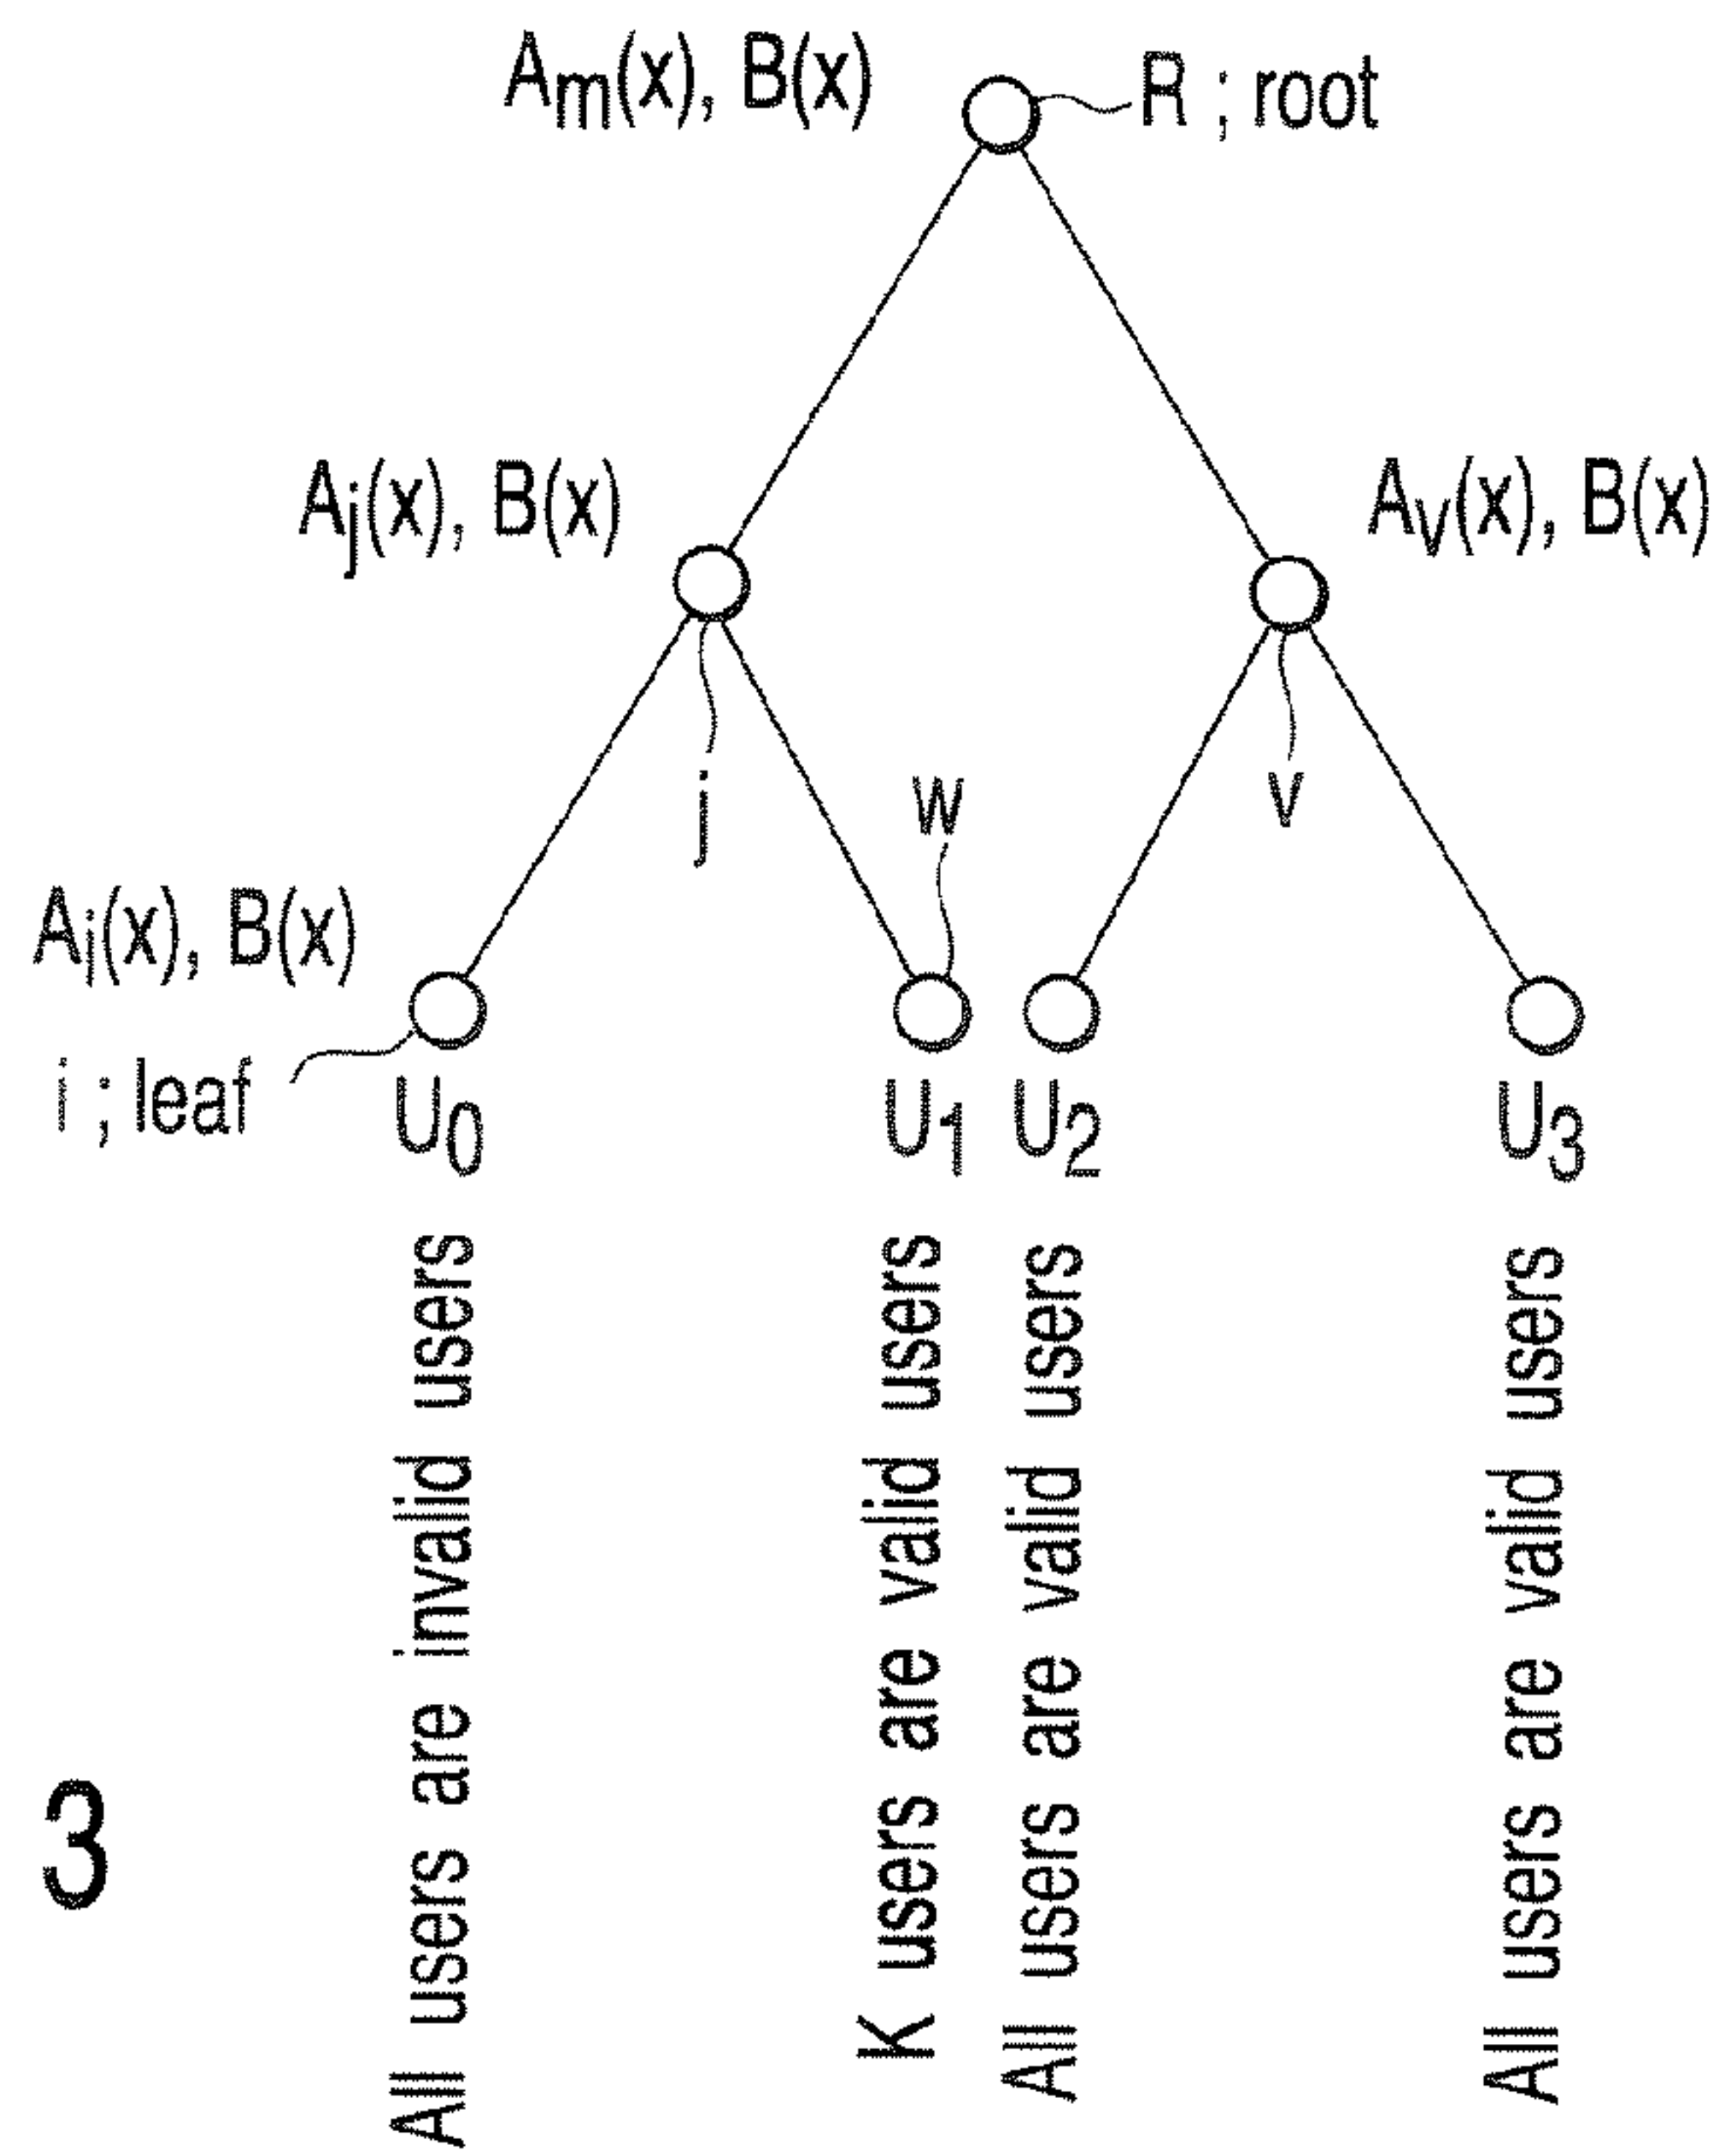 Am(x), B(x)
R ; root
Aj(x), B(x)
Av(x), B(x)
j
w
v
Ai(x), B(x)
i ; leaf
U0
U1
U2
U3
All users are invalid users
K users are valid users
All users are valid users
All users are valid users
3